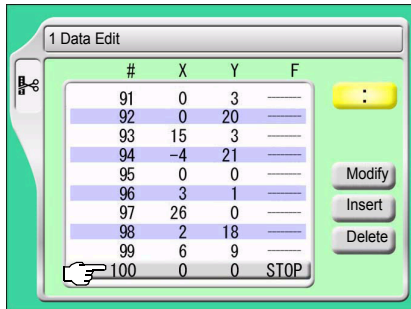 1 Data Edit
# X Y F
91 0 3 --------
92 0 20 --------
93 15 3 --------
94 -4 21 --------
95 0 0 --------
96 3 1 --------
97 26 0 --------
98 2 18 --------
99 6 9 --------
100 0 0 STOP
:
Modify
Insert
Delete